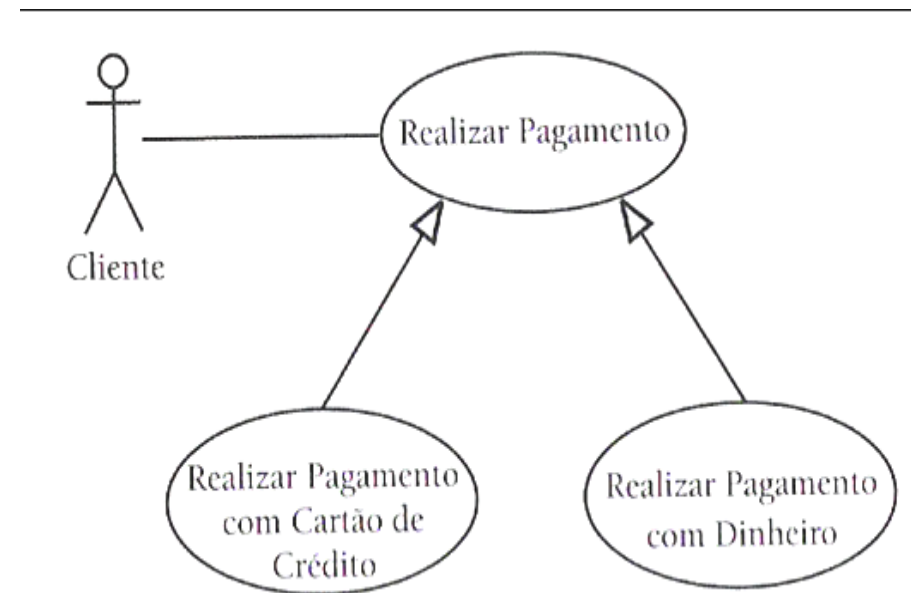 Realizar Pagamento
Cliente
Realizar Pagamento
com Cartão de
Crédito
Realizar Pagamento
com Dinheiro